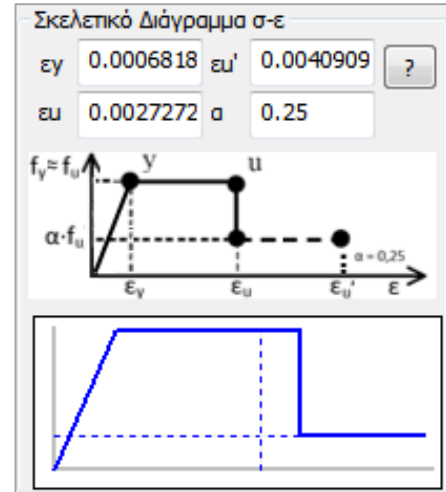 Σκελετικό Διάγραμμα σ-ε
εy 0.0006818 εu' 0.0040909 ?
εu 0.0027272 α 0.25
fy≈fu y u
α·fu α = 0,25
εy εu εu' ε